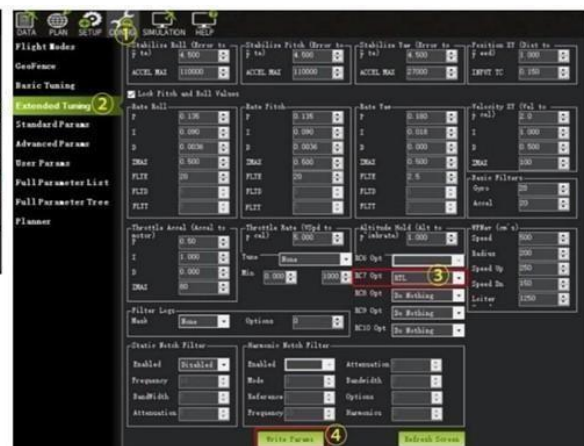 DATA PLAN SETUP CONFIG SIMULATION HELP
1
Flight Modes
GeoFence
Basic Tuning
Extended Tuning 2
Standard Params
Advanced Params
User Params
Full Parameter List
Full Parameter Tree
Planner
Stabilize Roll (Error to
P 4.500
ACCEL MAX 110000
Stabilize Pitch (Error to
4.500
ACCEL MAX 110000
Stabilize Yaw (Error to
4.500
ACCEL MAX 27000
Position XY (Dist to
1.000
INPUT TC 0.150
Lock Pitch and Roll Values
Rate Roll
P 0.135
I 0.090
D 0.0036
IMAX 0.500
FLTE 20
FLTD
FLTT
Rate Pitch
P 0.135
I 0.090
D 0.0036
IMAX 0.500
FLTE 20
FLTD
FLTT
Rate Yaw
P 0.180
I 0.018
D 0.000
IMAX 0.500
FLTE 2.5
FLTD
FLTT
Velocity XY (Vel to
2.0
I 1.000
D 0.500
IMAX 100
Basic Filters
Gyro 20
Accel 20
Throttle Accel (Accel to
motor)
P 0.50
I 1.000
D 0.000
IMAX 80
Throttle Rate (VSpd to
5.000
Tune None
Min 0.000 1000
Altitude Hold (Alt to
1.000
RC6 Opt
RC7 Opt RTL 3
RC8 Opt Do Nothing
RC9 Opt Do Nothing
RC10 Opt Do Nothing
WPNav (cm's)
Speed 500
Radius 200
Speed Up 250
Speed Dn 150
Loiter 1250
Filter Logs
Mask None
Options 0
Static Notch Filter
Enabled Disabled
Frequency
BandWidth
Attenuation
Harmonic Notch Filter
Enabled
Mode
Reference
Frequency
Attenuation
Bandwidth
Options
Harmonics
Write Params 4
Refresh Screen